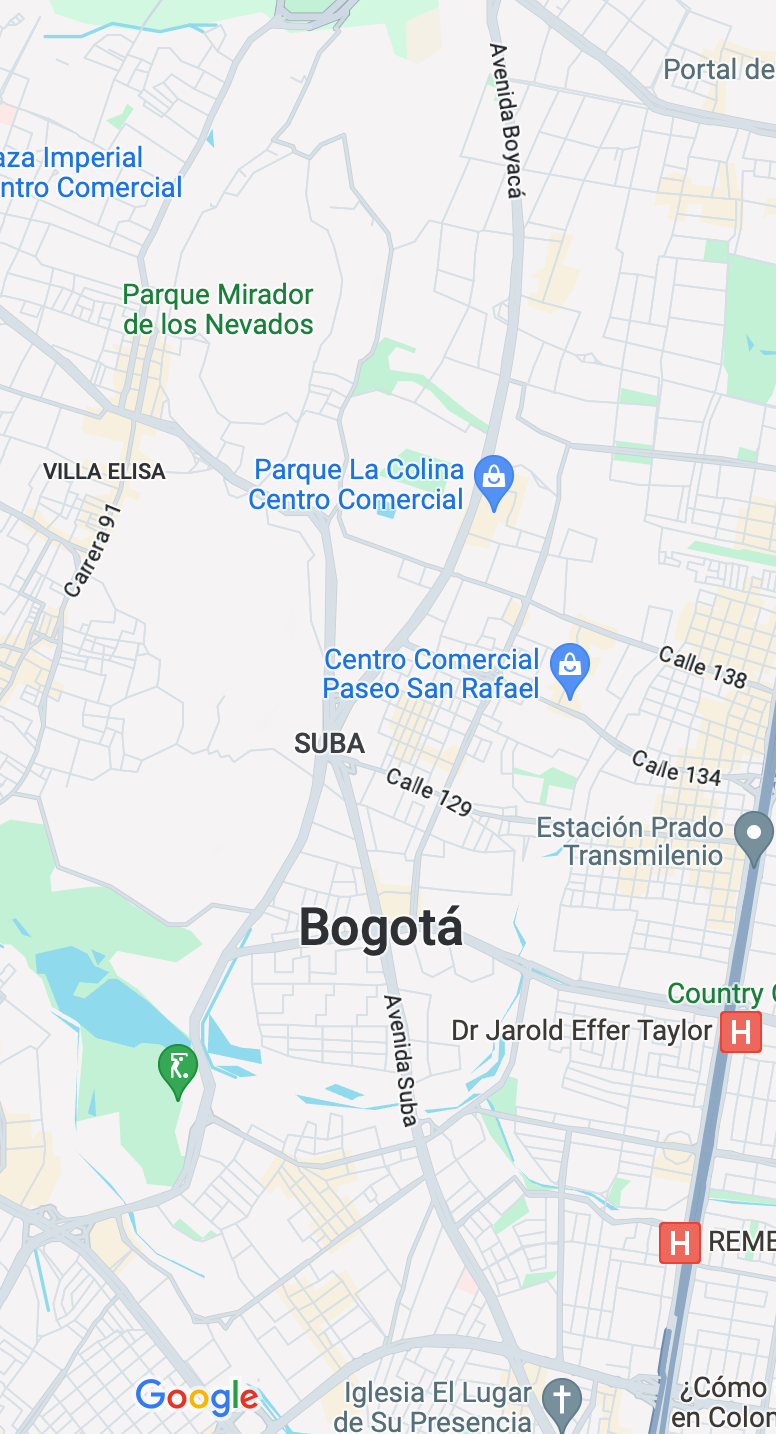 Portal de
Avenida Boyacá
aza Imperial
ntro Comercial
Parque Mirador
de los Nevados
Parque La Colina
Centro Comercial
VILLA ELISA
Carrera 91
Centro Comercial
Paseo San Rafael
Calle 138
SUBA
Calle 134
Calle 129
Estación Prado
Transmilenio
Bogotá
Country C
Avenida Suba
Dr Jarold Effer Taylor
H
H
REME
Google
Iglesia El Lugar
de Su Presencia
¿Cómo
en Colom